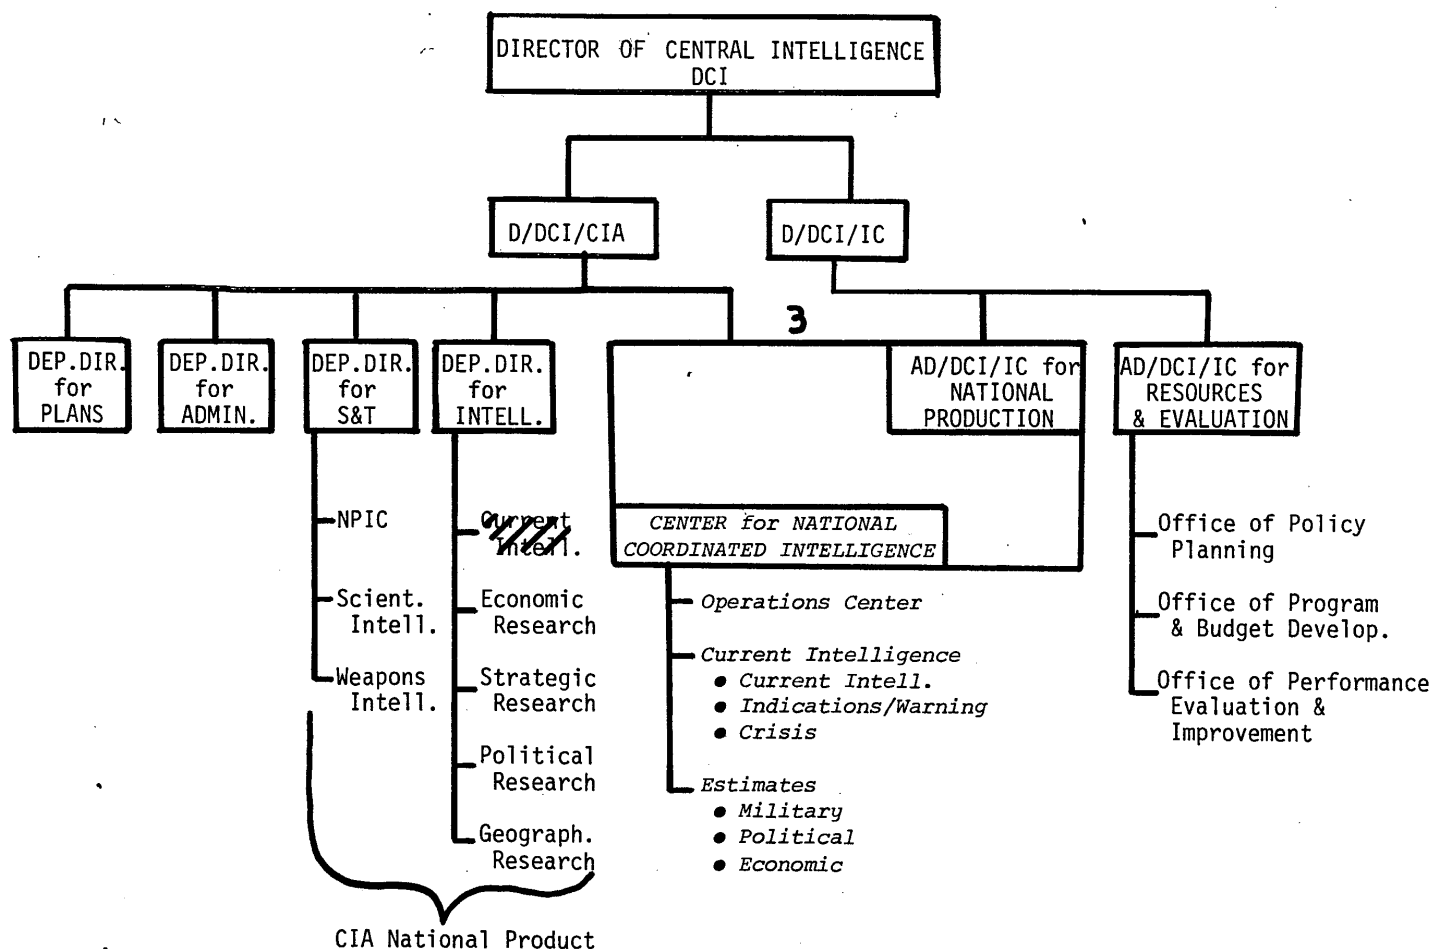 DIRECTOR OF CENTRAL INTELLIGENCE
DCI
D/DCI/CIA
D/DCI/IC
3
DEP.DIR.
for
PLANS
DEP.DIR.
for
ADMIN.
DEP.DIR.
for
S&T
DEP.DIR.
for
INTELL.
AD/DCI/IC for
NATIONAL
PRODUCTION
AD/DCI/IC for
RESOURCES
& EVALUATION
NPIC
Scient.
Intell.
Weapons
Intell.
Current
Intell.
Economic
Research
Strategic
Research
Political
Research
Geograph.
Research
CENTER for NATIONAL
COORDINATED INTELLIGENCE
Operations Center
Current Intelligence
• Current Intell.
• Indications/Warning
• Crisis
Estimates
• Military
• Political
• Economic
Office of Policy
Planning
Office of Program
& Budget Develop.
Office of Performance
Evaluation &
Improvement
CIA National Product